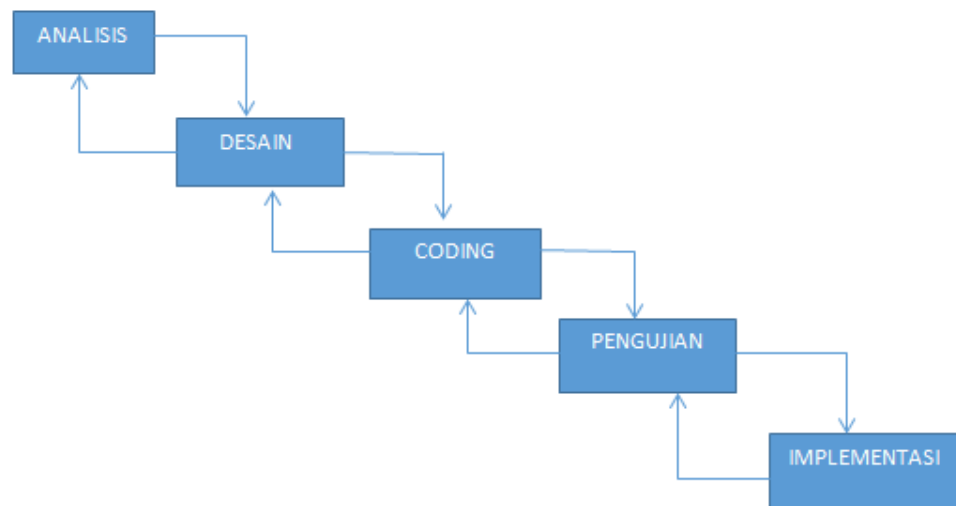 ANALISIS
DESAIN
CODING
PENGUJIAN
IMPLEMENTASI